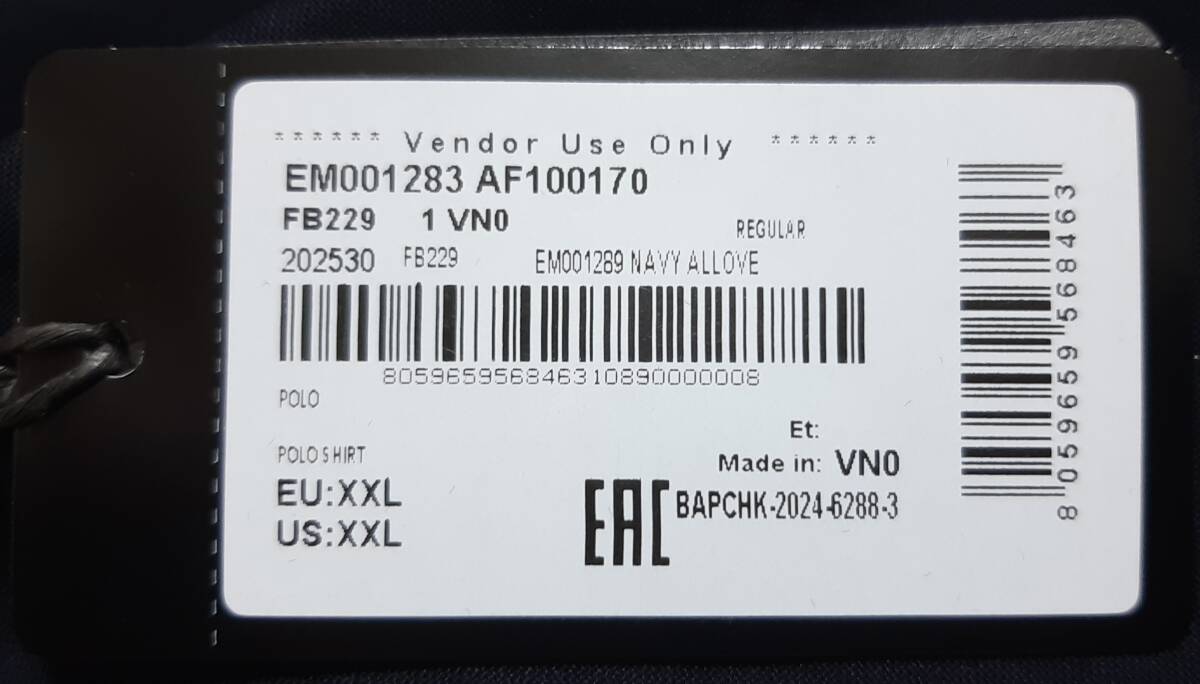 ****** Vendor Use Only ******
EM001283 AF100170
FB229 1 VN0
REGULAR
202530 FB229 EM001289 NAVY ALLOVE
805965956846310890000008
POLO
POLO SHIRT
EU:XXL
US:XXL
Et:
Made in: VN0
EAC BAPCHK-2024-6288-3
8059659568463